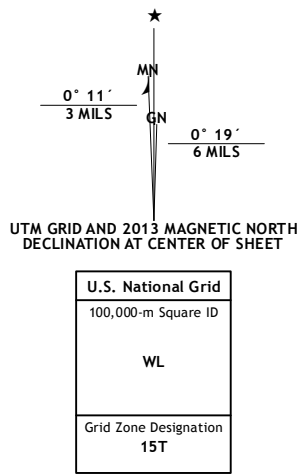 ★
MN
0° 11´
3 MILS
GN
0° 19´
6 MILS
UTM GRID AND 2013 MAGNETIC NORTH
DECLINATION AT CENTER OF SHEET
U.S. National Grid
100,000-m Square ID
WL
Grid Zone Designation
15T